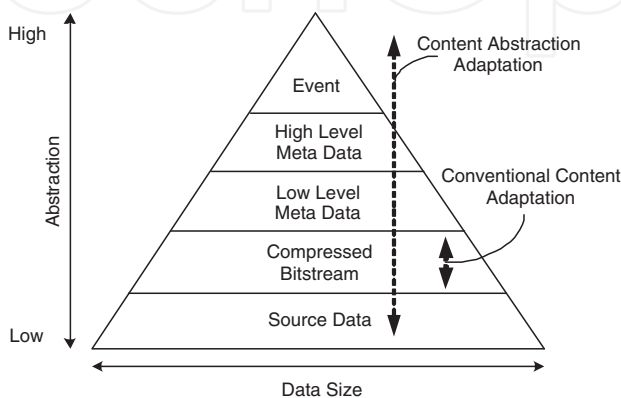 High
Content Abstraction
Adaptation
Event
High Level
Meta Data
Abstraction
Conventional Content
Adaptation
Low Level
Meta Data
Compressed
Bitstream
Source Data
Low
Data Size